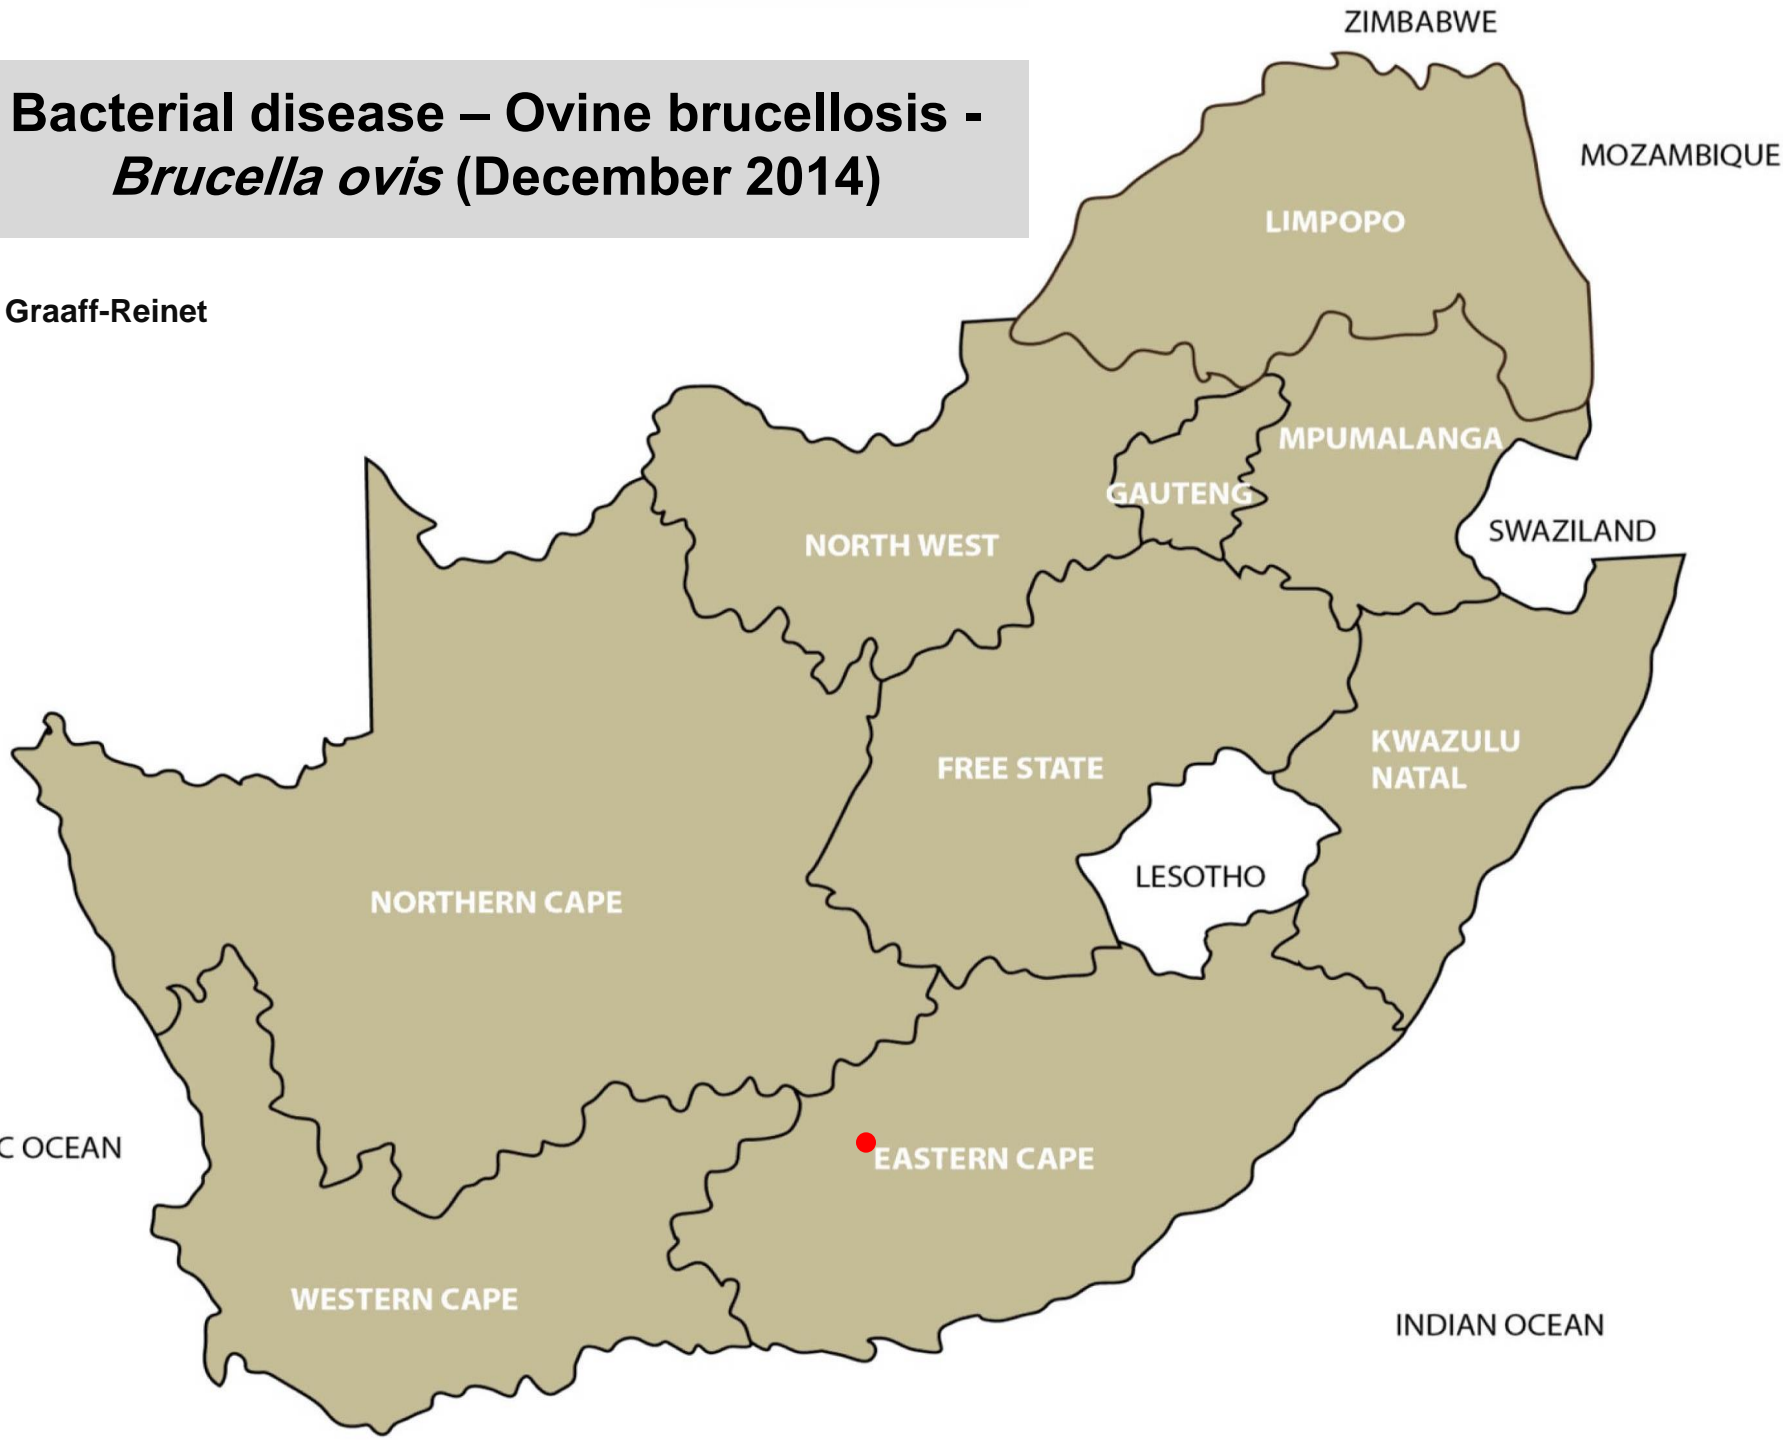 ZIMBABWE
Bacterial disease – Ovine brucellosis -
Brucella ovis (December 2014)
MOZAMBIQUE
LIMPOPO
Graaff-Reinet
MPUMALANGA
GAUTENG
SWAZILAND
NORTH WEST
KWAZULU
NATAL
FREE STATE
LESOTHO
NORTHERN CAPE
C OCEAN
EASTERN CAPE
WESTERN CAPE
INDIAN OCEAN